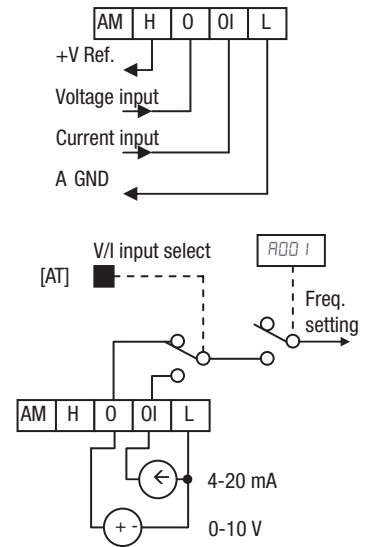 AM H O OI L
+V Ref.
Voltage input
Current input
A GND
V/I input select
A001
[AT]
Freq.
setting
AM H O OI L
4-20 mA
+ -
0-10 V